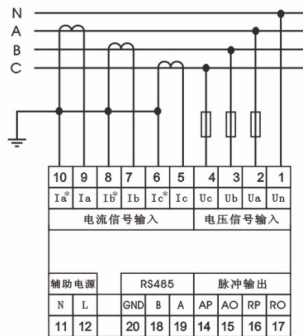 N
A
B
C
10 9 8 7 6 5 4 3 2 1
Ia* Ia Ib* Ib Ic* Ic Uc Ub Ua Un
电流信号输入 电压信号输入
辅助电源 RS485 脉冲输出
N L GND B A AP AO RP RO
11 12 20 18 19 14 15 16 17